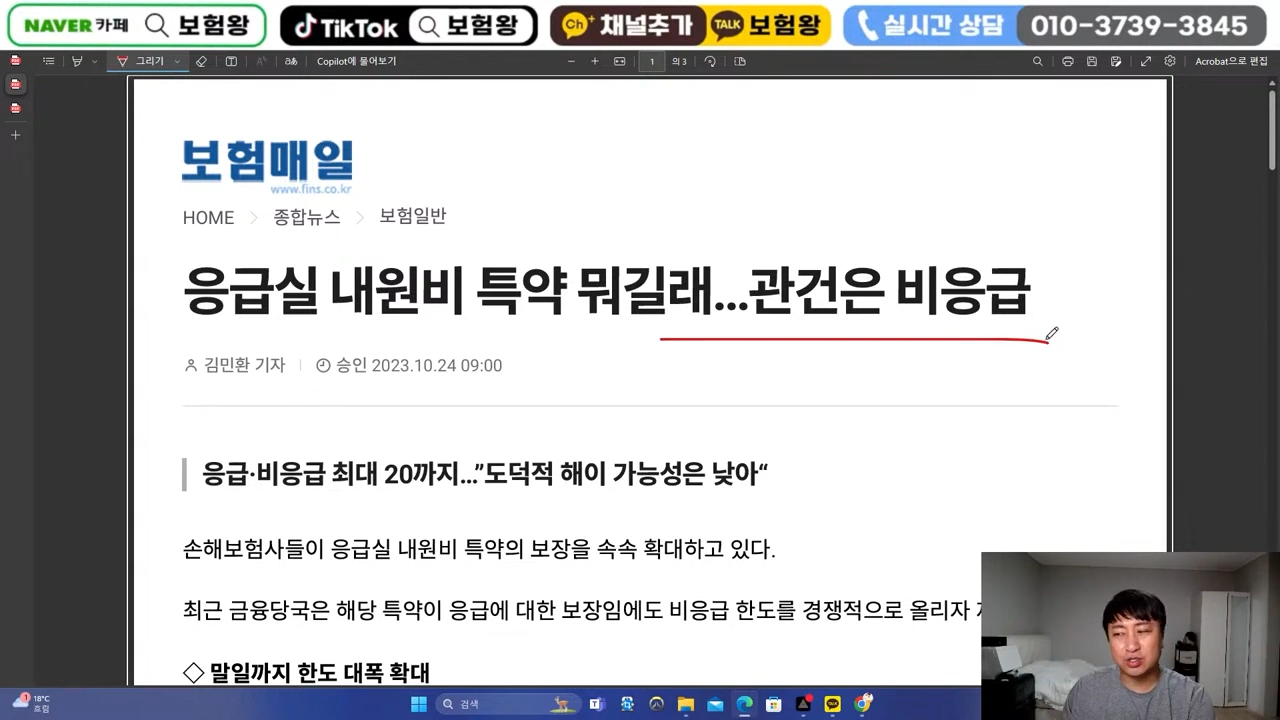 NAVER 카페 보험왕 TikTok 보험왕 Ch+ 채널추가 TALK 보험왕 실시간 상담 010-3739-3845
그리기 Copilot에 물어보기 1 의 3 Acrobat으로 편집
보험매일
www.fins.co.kr
HOME 종합뉴스 보험일반
응급실 내원비 특약 뭐길래...관건은 비응급
김민환 기자 승인 2023.10.24 09:00
응급·비응급 최대 20까지...”도덕적 해이 가능성은 낮아“
손해보험사들이 응급실 내원비 특약의 보장을 속속 확대하고 있다.
최근 금융당국은 해당 특약이 응급에 대한 보장임에도 비응급 한도를 경쟁적으로 올리자
◇ 말일까지 한도 대폭 확대
1 18°C
흐림
검색